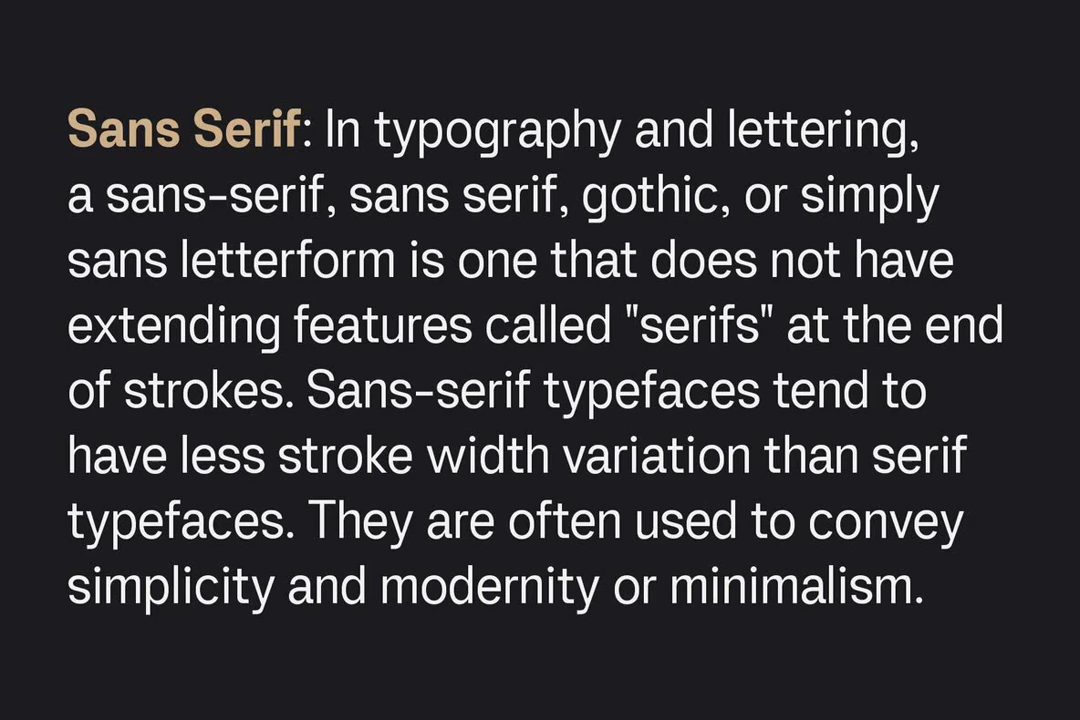 Sans Serif: In typography and lettering,
a sans-serif, sans serif, gothic, or simply
sans letterform is one that does not have
extending features called "serifs" at the end
of strokes. Sans-serif typefaces tend to
have less stroke width variation than serif
typefaces. They are often used to convey
simplicity and modernity or minimalism.